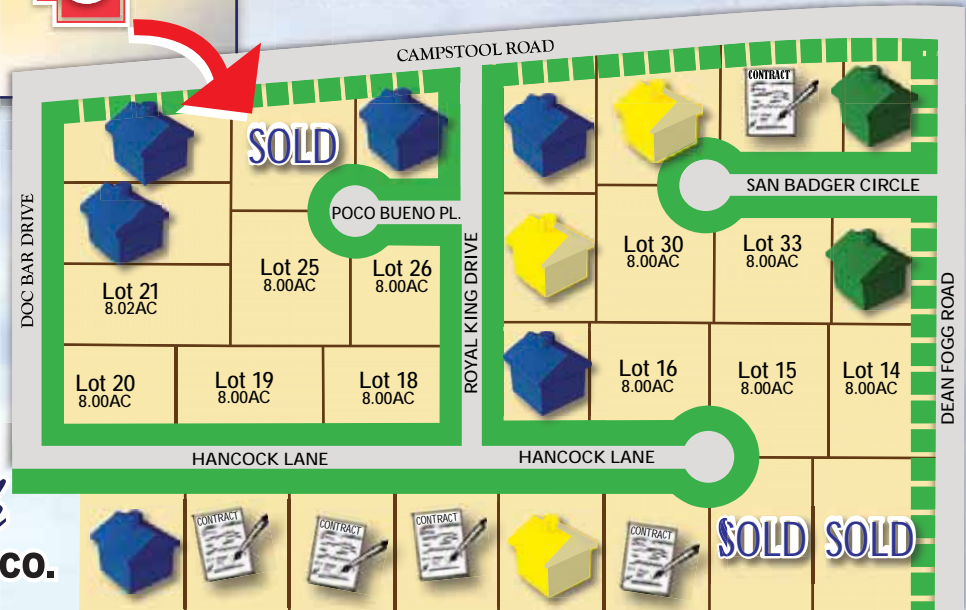 CAMPSTOOL ROAD
CONTRACT
SOLD
SAN BADGER CIRCLE
POCO BUENO PL.
DOC BAR DRIVE
ROYAL KING DRIVE
DEAN FOGG ROAD
Lot 25
8.00AC
Lot 26
8.00AC
Lot 30
8.00AC
Lot 33
8.00AC
Lot 21
8.02AC
Lot 20
8.00AC
Lot 19
8.00AC
Lot 18
8.00AC
Lot 16
8.00AC
Lot 15
8.00AC
Lot 14
8.00AC
HANCOCK LANE
HANCOCK LANE
CONTRACT
CONTRACT
CONTRACT
CONTRACT
SOLD
SOLD
CO.